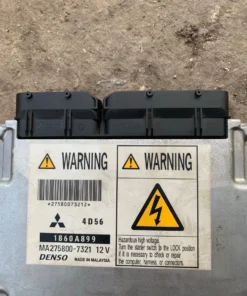 WARNING
WARNING
*2758007321*
4D56
1860A899
MA275800-7321 12V
DENSO MADE IN MALAYSIA
Hazardous high voltage.
Turn the starter switch to the LOCK position
if it is necessary to check or repair
the computer, harness, or connectors.